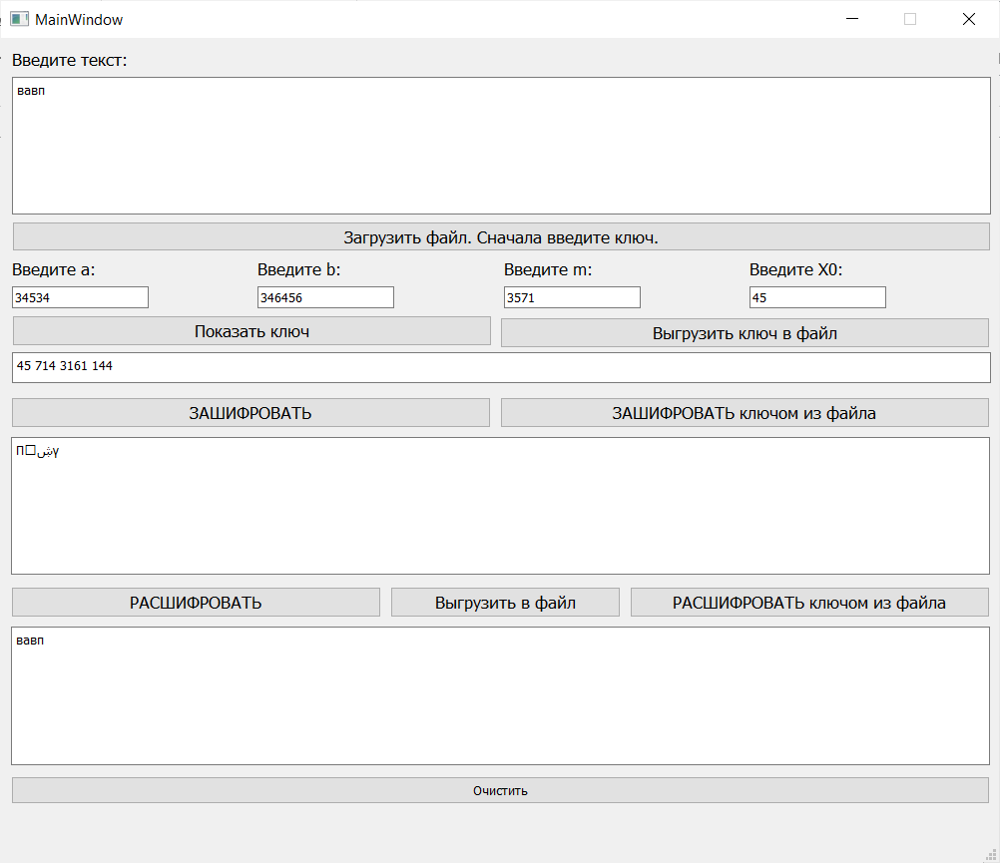 MainWindow
Введите текст:
вавп
Загрузить файл. Сначала введите ключ.
Введите a: Введите b: Введите m: Введите X0:
34534 346456 3571 45
Показать ключ Выгрузить ключ в файл
45 714 3161 144
ЗАШИФРОВАТЬ ЗАШИФРОВАТЬ ключом из файла
РАСШИФРОВАТЬ Выгрузить в файл РАСШИФРОВАТЬ ключом из файла
вавп
Очистить